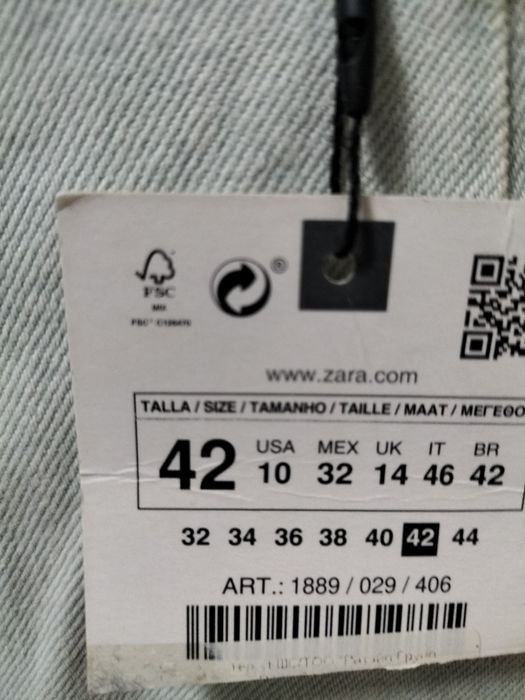 FSC
MIX
®
www.zara.com
TALLA / SIZE / TAMANHO / TAILLE / MAAT / ΜΕΓΕΘΟ
42 USA 10 MEX 32 UK 14 IT 46 BR 42
32 34 36 38 40 42 44
ART.: 1889 / 029 / 406